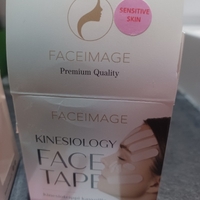 SENSITIVE
SKIN
FACEIMAGE
Premium Quality
FACEIMAGE
KINESIOLOGY
FACE
TAPE